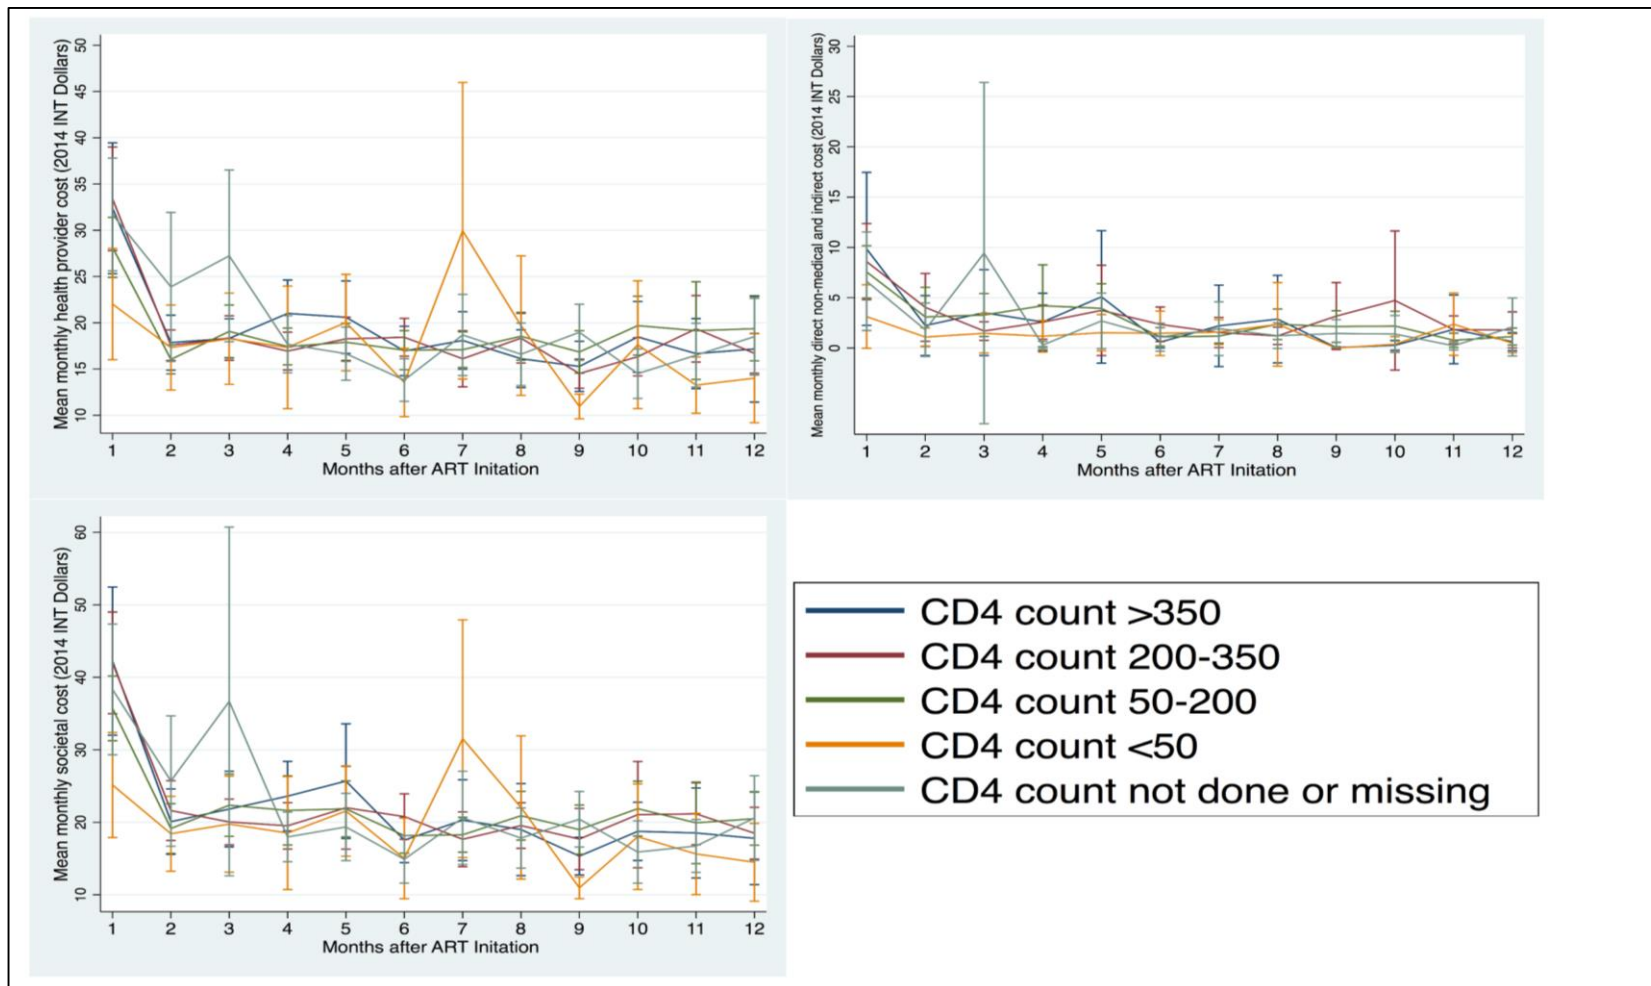 Mean monthly health provider cost (2014 INT Dollars)
50
45
40
35
30
25
20
15
10
1 2 3 4 5 6 7 8 9 10 11 12
Months after ART Initation
Mean monthly direct non-medical and indirect cost (2014 INT Dollars)
30
25
20
15
10
5
0
1 2 3 4 5 6 7 8 9 10 11 12
Months after ART Initation
Mean monthly societal cost (2014 INT Dollars)
60
50
40
30
20
10
1 2 3 4 5 6 7 8 9 10 11 12
Months after ART Initation
CD4 count >350
CD4 count 200-350
CD4 count 50-200
CD4 count <50
CD4 count not done or missing